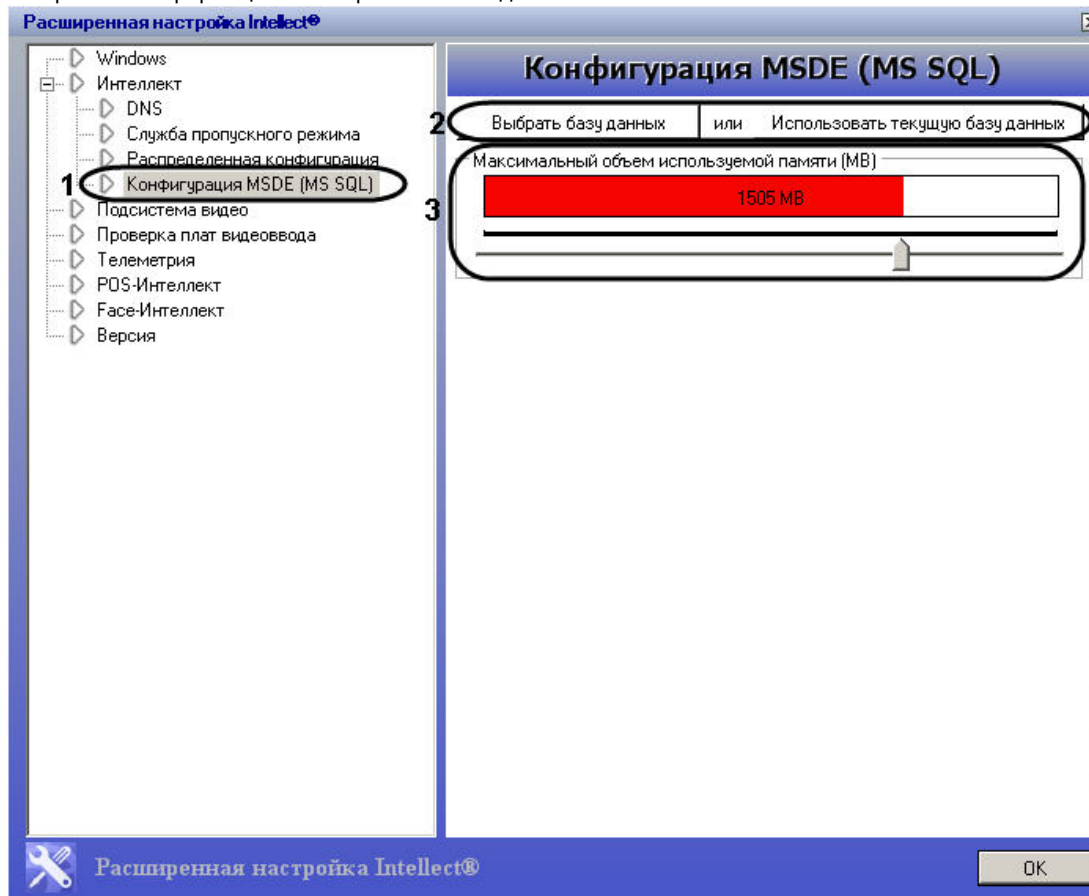 Расширенная настройка Intellect®
Windows
Интеллект
DNS
Служба пропускного режима
Распределенная конфигурация
1 Конфигурация MSDE (MS SQL)
Подсистема видео
Проверка плат видеоввода
Телеметрия
POS-Интеллект
Face-Интеллект
Версия
Конфигурация MSDE (MS SQL)
2 Выбрать базу данных или Использовать текущую базу данных
Максимальный объем используемой памяти (MB)
3 1505 MB
Расширенная настройка Intellect®
OK